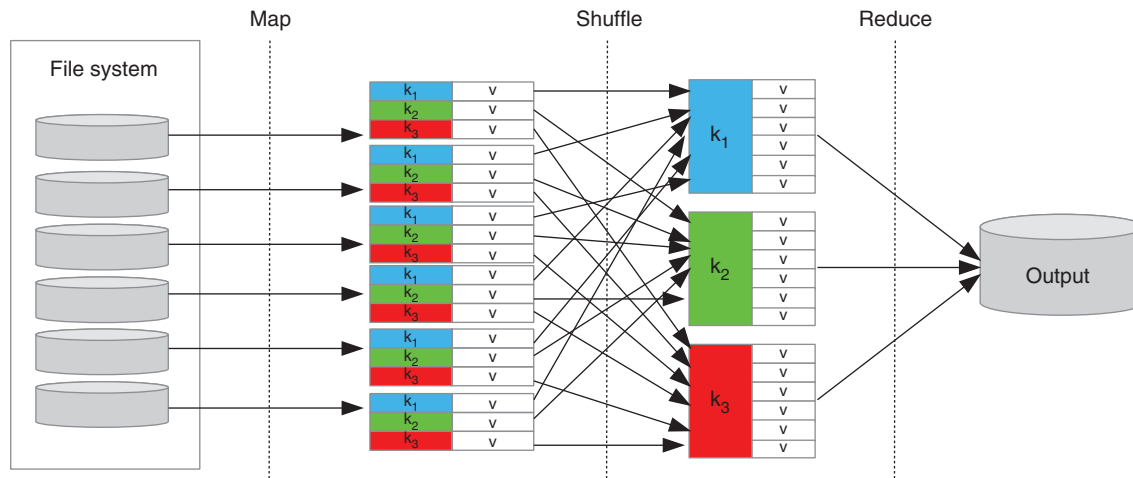 Map
Shuffle
Reduce
File system
k1 v
k2 v
k3 v
k1 v
k2 v
k3 v
k1 v
k2 v
k3 v
k1 v
k2 v
k3 v
k1 v
k2 v
k3 v
k1 v
k2 v
k3 v
k1
v
v
v
v
v
v
k2
v
v
v
v
v
v
k3
v
v
v
v
v
v
Output